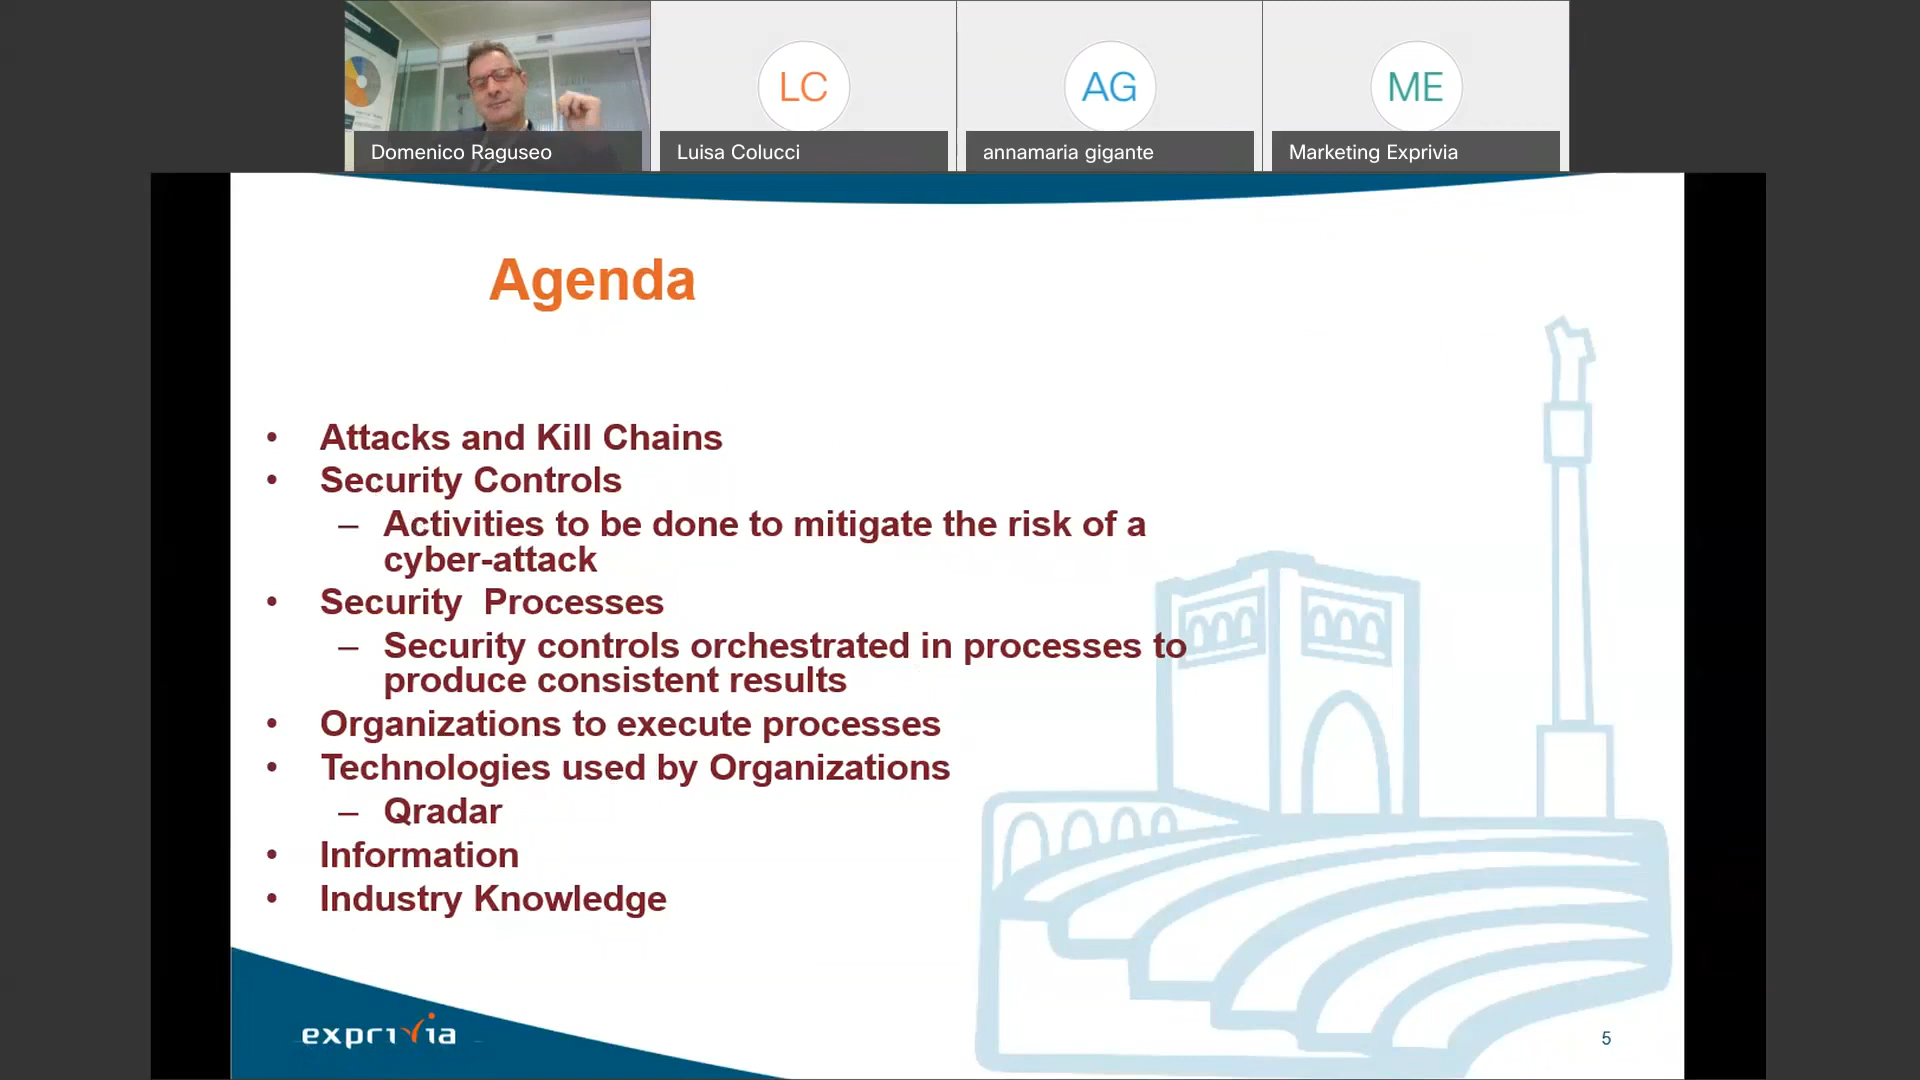 LC
AG
ME
Domenico Raguseo
Luisa Colucci
annamaria gigante
Marketing Exprivia
Agenda
• Attacks and Kill Chains
• Security Controls
– Activities to be done to mitigate the risk of a
cyber-attack
• Security  Processes
– Security controls orchestrated in processes to
produce consistent results
• Organizations to execute processes
• Technologies used by Organizations
– Qradar
• Information
• Industry Knowledge
exprivia
5